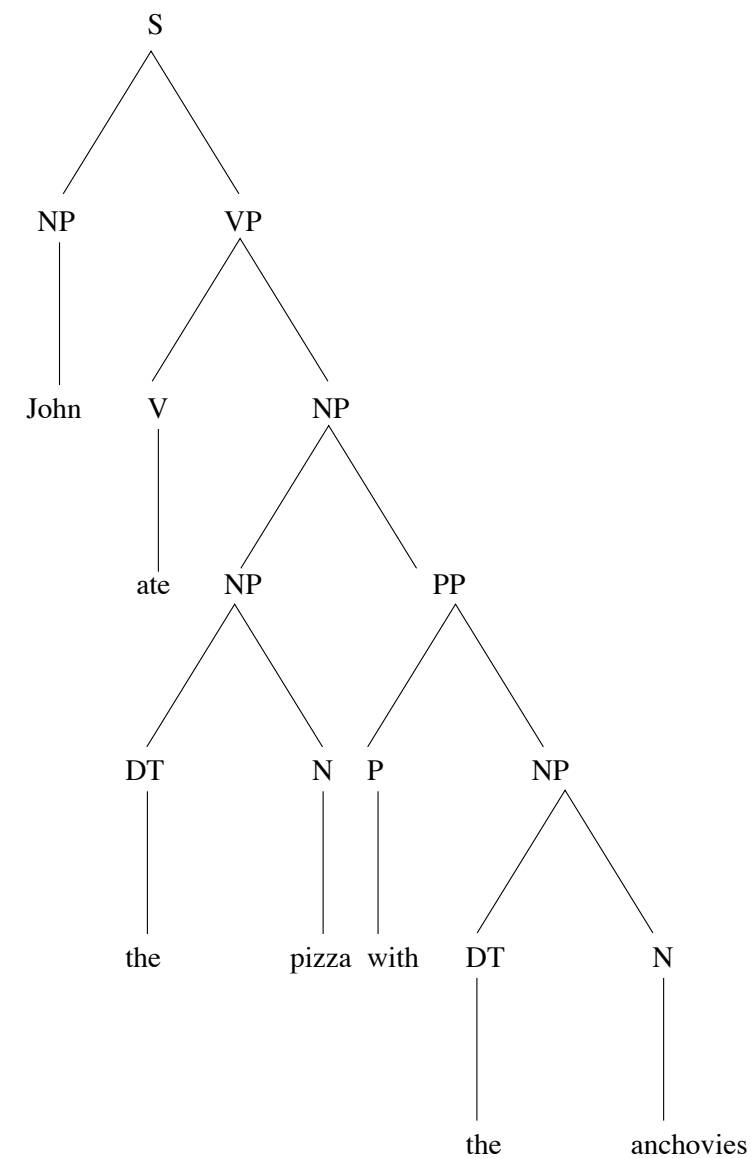 S
NP VP
John V NP
ate NP PP
DT N P NP
the pizza with DT N
the anchovies